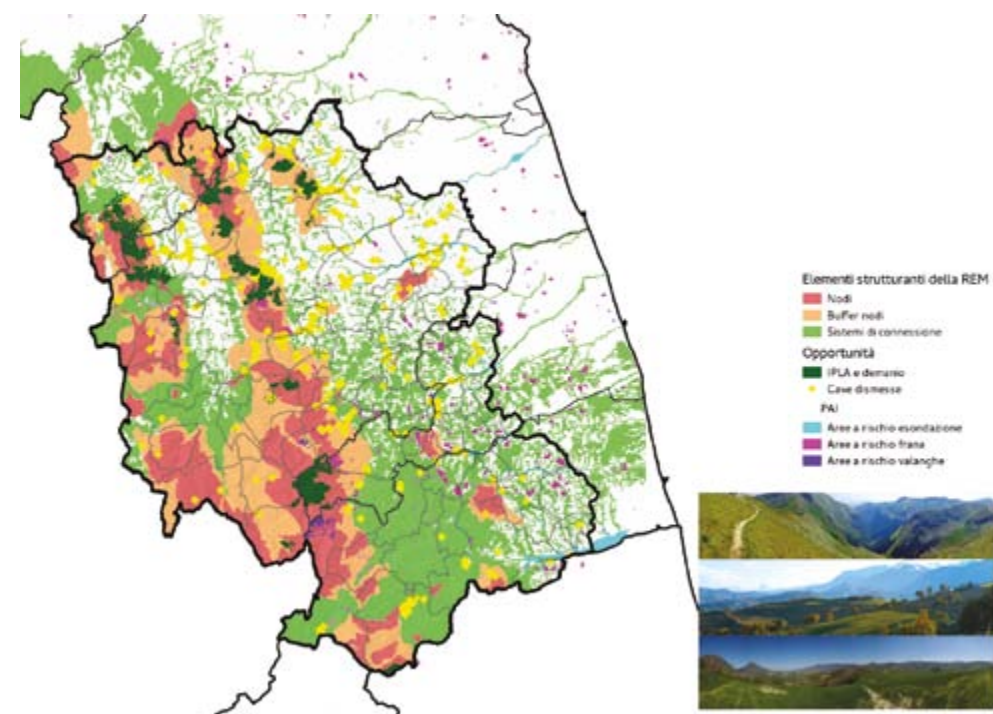 Elementi strutturanti della REM
Nodi
Buffer nodi
Sistemi di connessione
Opportunità
IPLA e demanio
Cave dismesse
PAI
Aree a rischio esondazione
Aree a rischio frana
Aree a rischio valanghe